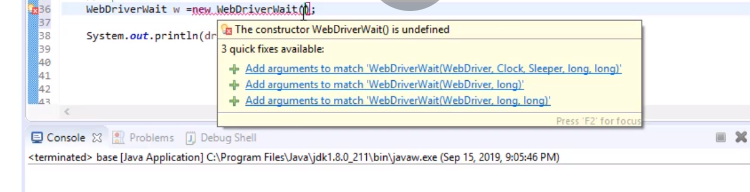 36 WebDriverWait w =new WebDriverWait();
37
38 System.out.println(dr
39
40
41
42
43
The constructor WebDriverWait() is undefined
3 quick fixes available:
Add arguments to match 'WebDriverWait(WebDriver, Clock, Sleeper, long, long)'
Add arguments to match 'WebDriverWait(WebDriver, long)'
Add arguments to match 'WebDriverWait(WebDriver, long, long)'
Press 'F2' for focus
Console Problems Debug Shell
<terminated> base [Java Application] C:\Program Files\Java\jdk1.8.0_211\bin\javaw.exe (Sep 15, 2019, 9:05:46 PM)